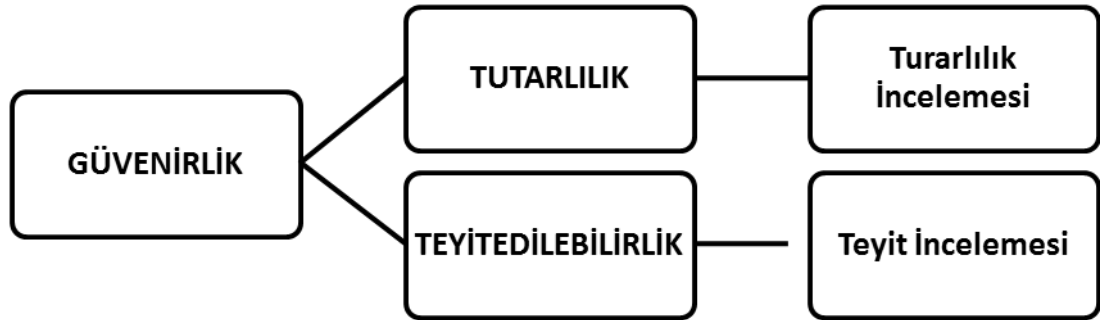 GÜVENİRLİK
TUTARLILIK
Turarlılık
İncelemesi
TEYİTEDİLEBİLİRLİK
Teyit İncelemesi